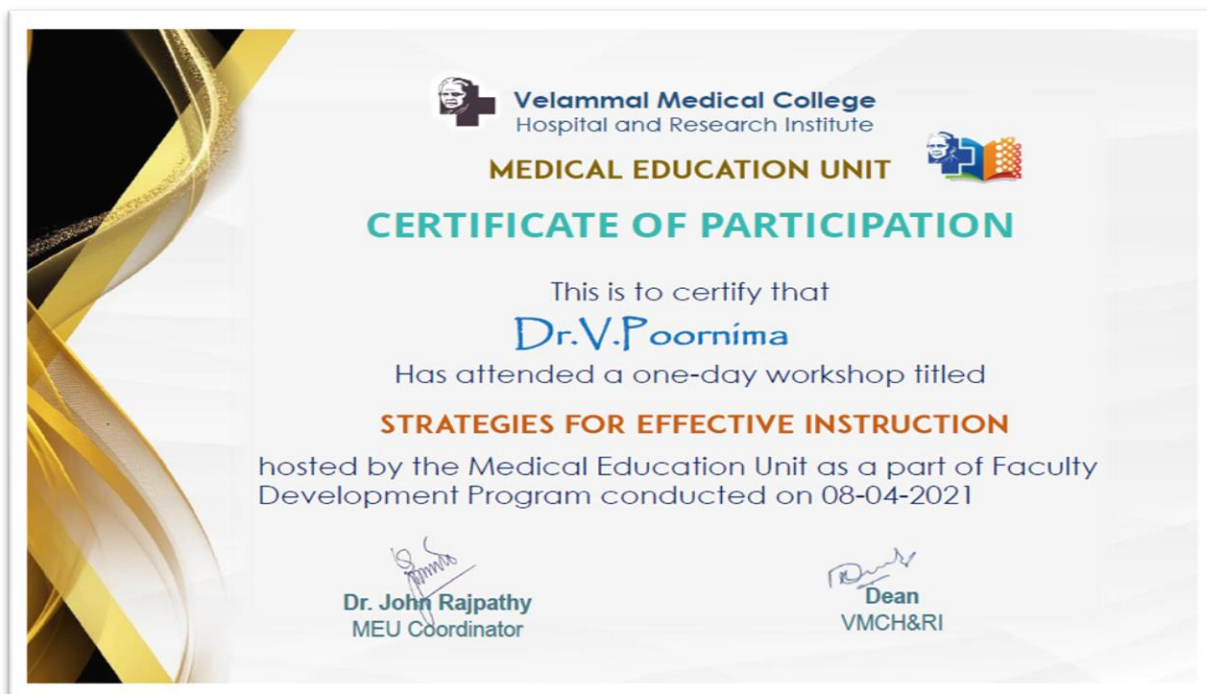 Velammal Medical College
Hospital and Research Institute
MEDICAL EDUCATION UNIT
CERTIFICATE OF PARTICIPATION
This is to certify that
Dr.V.Poornima
Has attended a one-day workshop titled
STRATEGIES FOR EFFECTIVE INSTRUCTION
hosted by the Medical Education Unit as a part of Faculty
Development Program conducted on 08-04-2021
Dr. John Rajpathy
MEU Coordinator
Dean
VMCH&RI